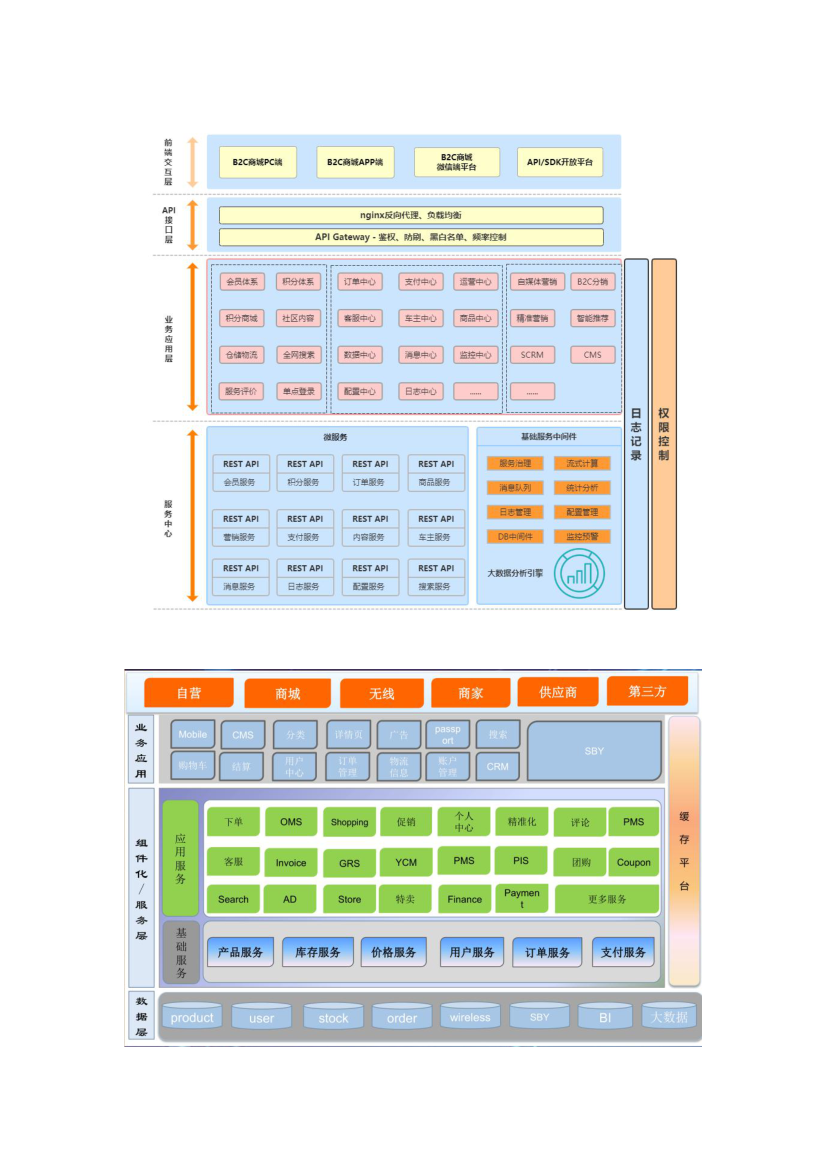 前端交互层
B2C商城PC端
B2C商城APP端
B2C商城
微信端平台
API/SDK开放平台
API
接口层
nginx反向代理、负载均衡
API Gateway - 鉴权、防刷、黑白名单、频率控制
业务应用层
会员体系
积分体系
订单中心
支付中心
运营中心
自媒体营销
B2C分销
积分商城
社区内容
客服中心
车主中心
商品中心
精准营销
智能推荐
仓储物流
全网搜索
数据中心
消息中心
监控中心
SCRM
CMS
服务评价
单点登录
配置中心
日志中心
......
......
日志记录
权限控制
服务中心
微服务
REST API
REST API
REST API
REST API
会员服务
积分服务
订单服务
商品服务
REST API
REST API
REST API
REST API
营销服务
支付服务
内容服务
车主服务
REST API
REST API
REST API
REST API
消息服务
日志服务
配置服务
搜索服务
基础服务中间件
服务治理
流式计算
消息队列
统计分析
日志管理
配置管理
DB中间件
监控预警
大数据分析引擎
自营
商城
无线
商家
供应商
第三方
业务应用
Mobile
CMS
分类
详情页
广告
passp
ort
搜索
SBY
购物车
结算
用户
中心
订单
管理
物流
信息
账户
管理
CRM
缓存平台
组件化/服务层
应用服务
下单
OMS
Shopping
促销
个人
中心
精准化
评论
PMS
客服
Invoice
GRS
YCM
PMS
PIS
团购
Coupon
Search
AD
Store
特卖
Finance
Paymen
t
更多服务
基础服务
产品服务
库存服务
价格服务
用户服务
订单服务
支付服务
数据层
product
user
stock
order
wireless
SBY
BI
大数据